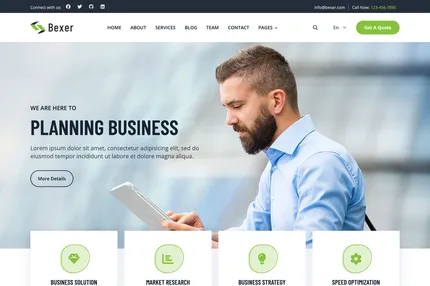 Connect with us:
info@bexer.com
Call Now: 123-456-7890
Bexer
HOME
ABOUT
SERVICES
BLOG
TEAM
CONTACT
PAGES
En
Get A Quote
WE ARE HERE TO
PLANNING BUSINESS
Lorem ipsum dolor sit amet, consectetur adipisicing elit, sed do
eiusmod tempor incididunt ut labore et dolore magna aliqua.
More Details
BUSINESS SOLUTION
MARKET RESEARCH
BUSINESS STRATEGY
SPEED OPTIMIZATION